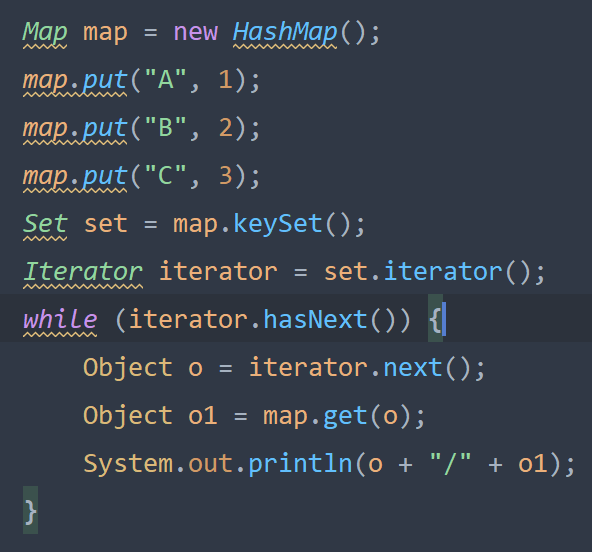 Map map = new HashMap();
map.put("A", 1);
map.put("B", 2);
map.put("C", 3);
Set set = map.keySet();
Iterator iterator = set.iterator();
while (iterator.hasNext()) {
    Object o = iterator.next();
    Object o1 = map.get(o);
    System.out.println(o + "/" + o1);
}